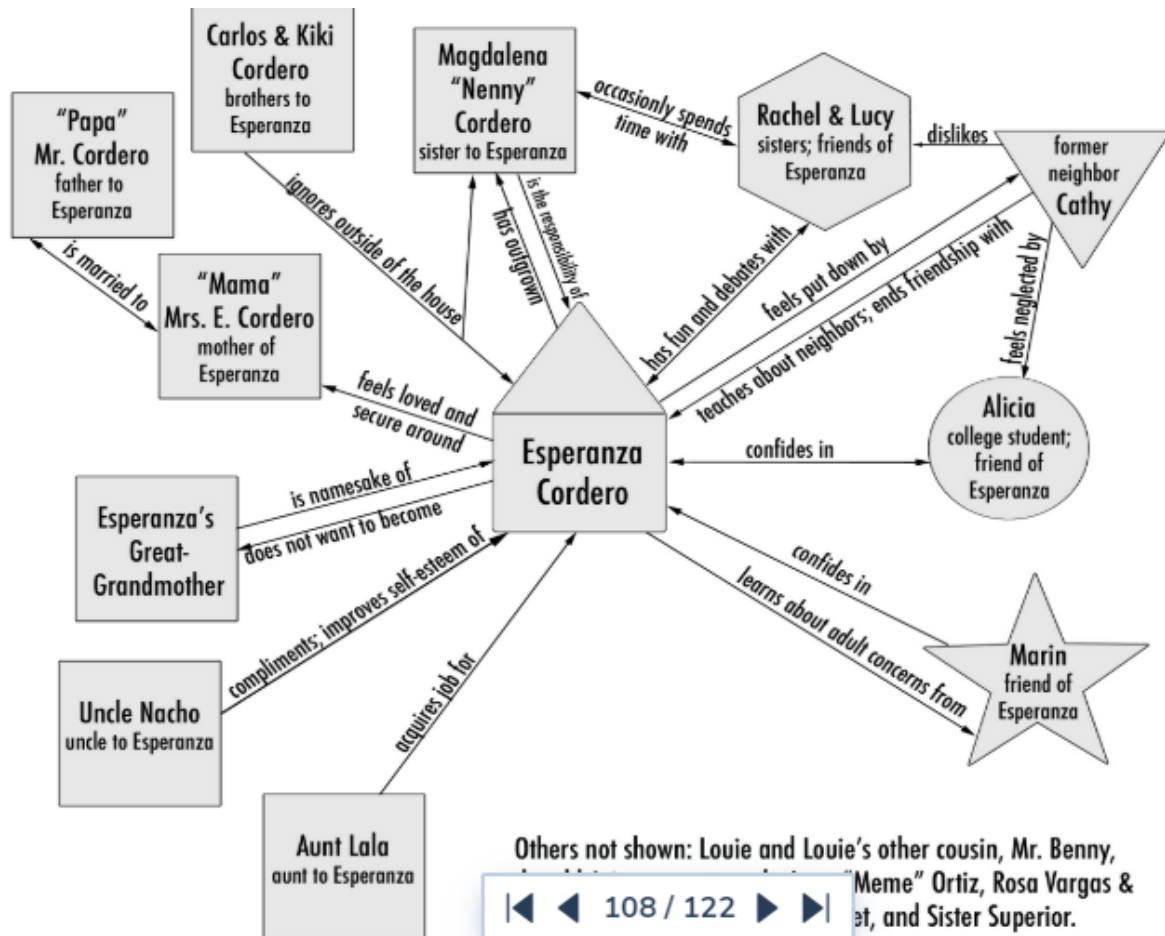 Carlos & Kiki
Cordero
brothers to
Esperanza
Magdalena
"Nenny"
Cordero
sister to Esperanza
occasionly spends
time with
Rachel & Lucy
sisters; friends of
Esperanza
dislikes
former
neighbor
Cathy
"Papa"
Mr. Cordero
father to
Esperanza
is married to
"Mama"
Mrs. E. Cordero
mother of
Esperanza
ignores outside of the house
has outgrown
is the responsibility of
has fun and debates with
feels put down by
teaches about neighbors; ends friendship with
feels neglected by
Alicia
college student;
friend of
Esperanza
feels loved and
secure around
Esperanza
Cordero
confides in
Esperanza's
Great-
Grandmother
is namesake of
does not want to become
confides in
learns about adult concerns from
Marin
friend of
Esperanza
Uncle Nacho
uncle to Esperanza
compliments; improves self-esteem of
acquires job for
Aunt Lala
aunt to Esperanza
Others not shown: Louie and Louie's other cousin, Mr. Benny,
"Meme" Ortiz, Rosa Vargas &
and Sister Superior.
108 / 122